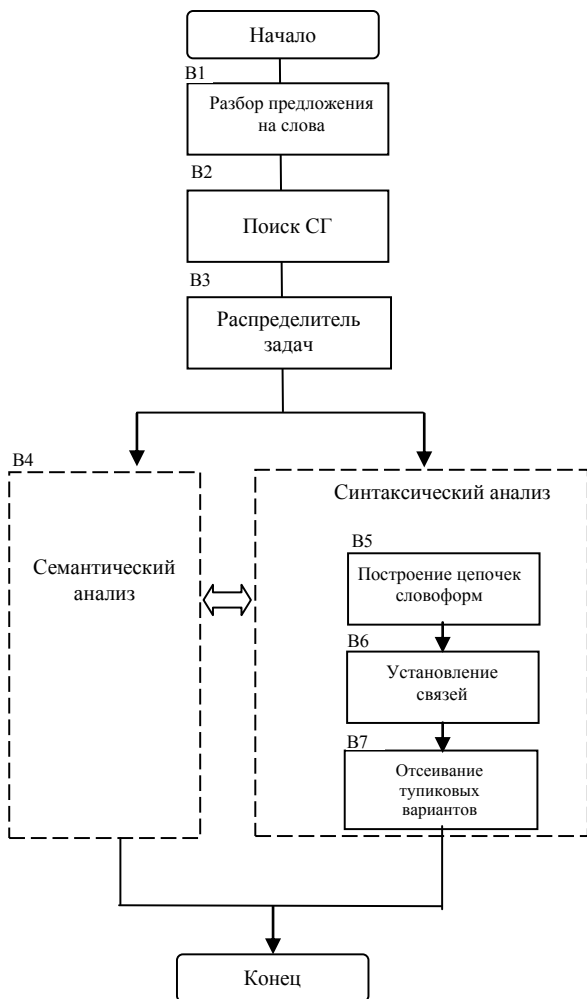 Начало
B1
Разбор предложения
на слова
B2
Поиск СГ
B3
Распределитель
задач
B4
Семантический
анализ
Синтаксический анализ
B5
Построение цепочек
словоформ
B6
Установление
связей
B7
Отсеивание
тупиковых
вариантов
Конец